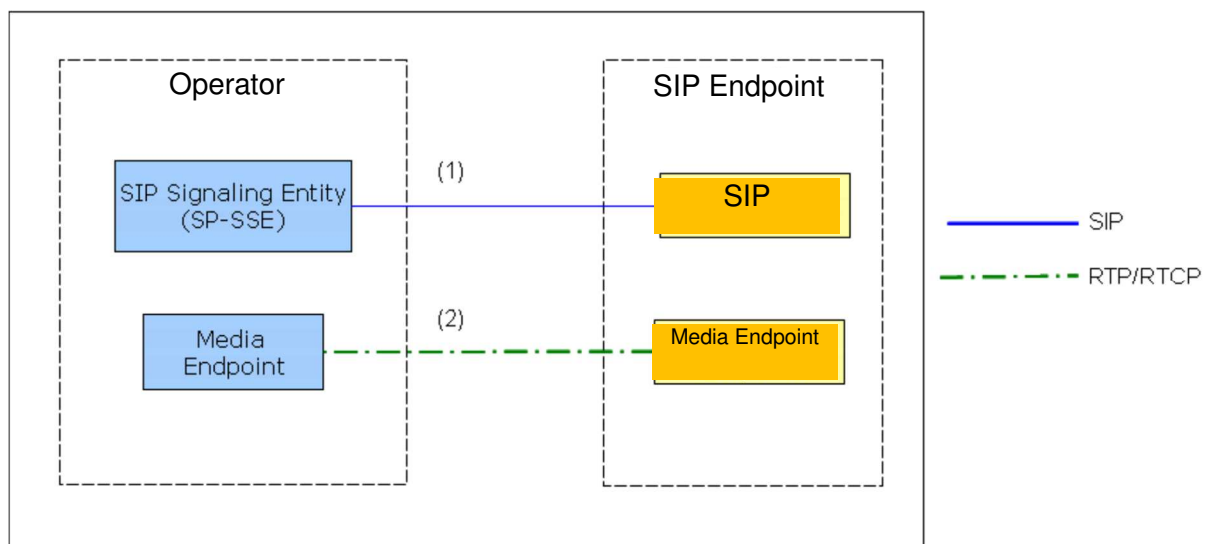 Operator
SIP Endpoint
SIP Signaling Entity
(SP-SSE)
(1)
SIP
SIP
RTP/RTCP
Media
Endpoint
(2)
Media Endpoint